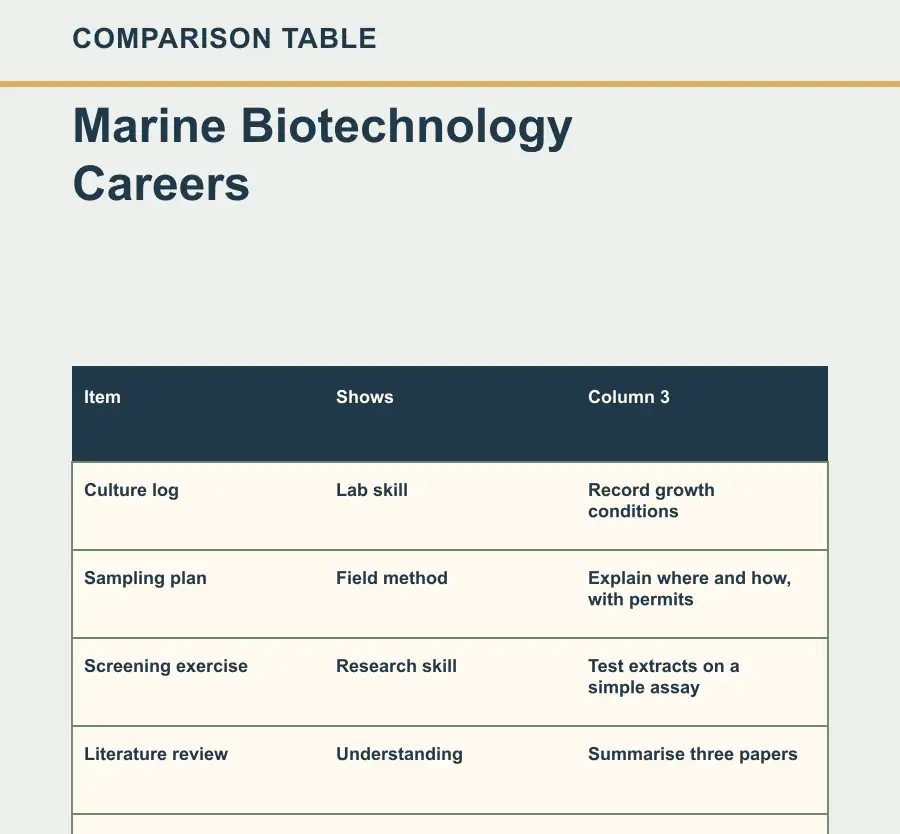 COMPARISON TABLE
Marine Biotechnology
Careers
Item Shows Column 3
Culture log Lab skill Record growth
conditions
Sampling plan Field method Explain where and how,
with permits
Screening exercise Research skill Test extracts on a
simple assay
Literature review Understanding Summarise three papers